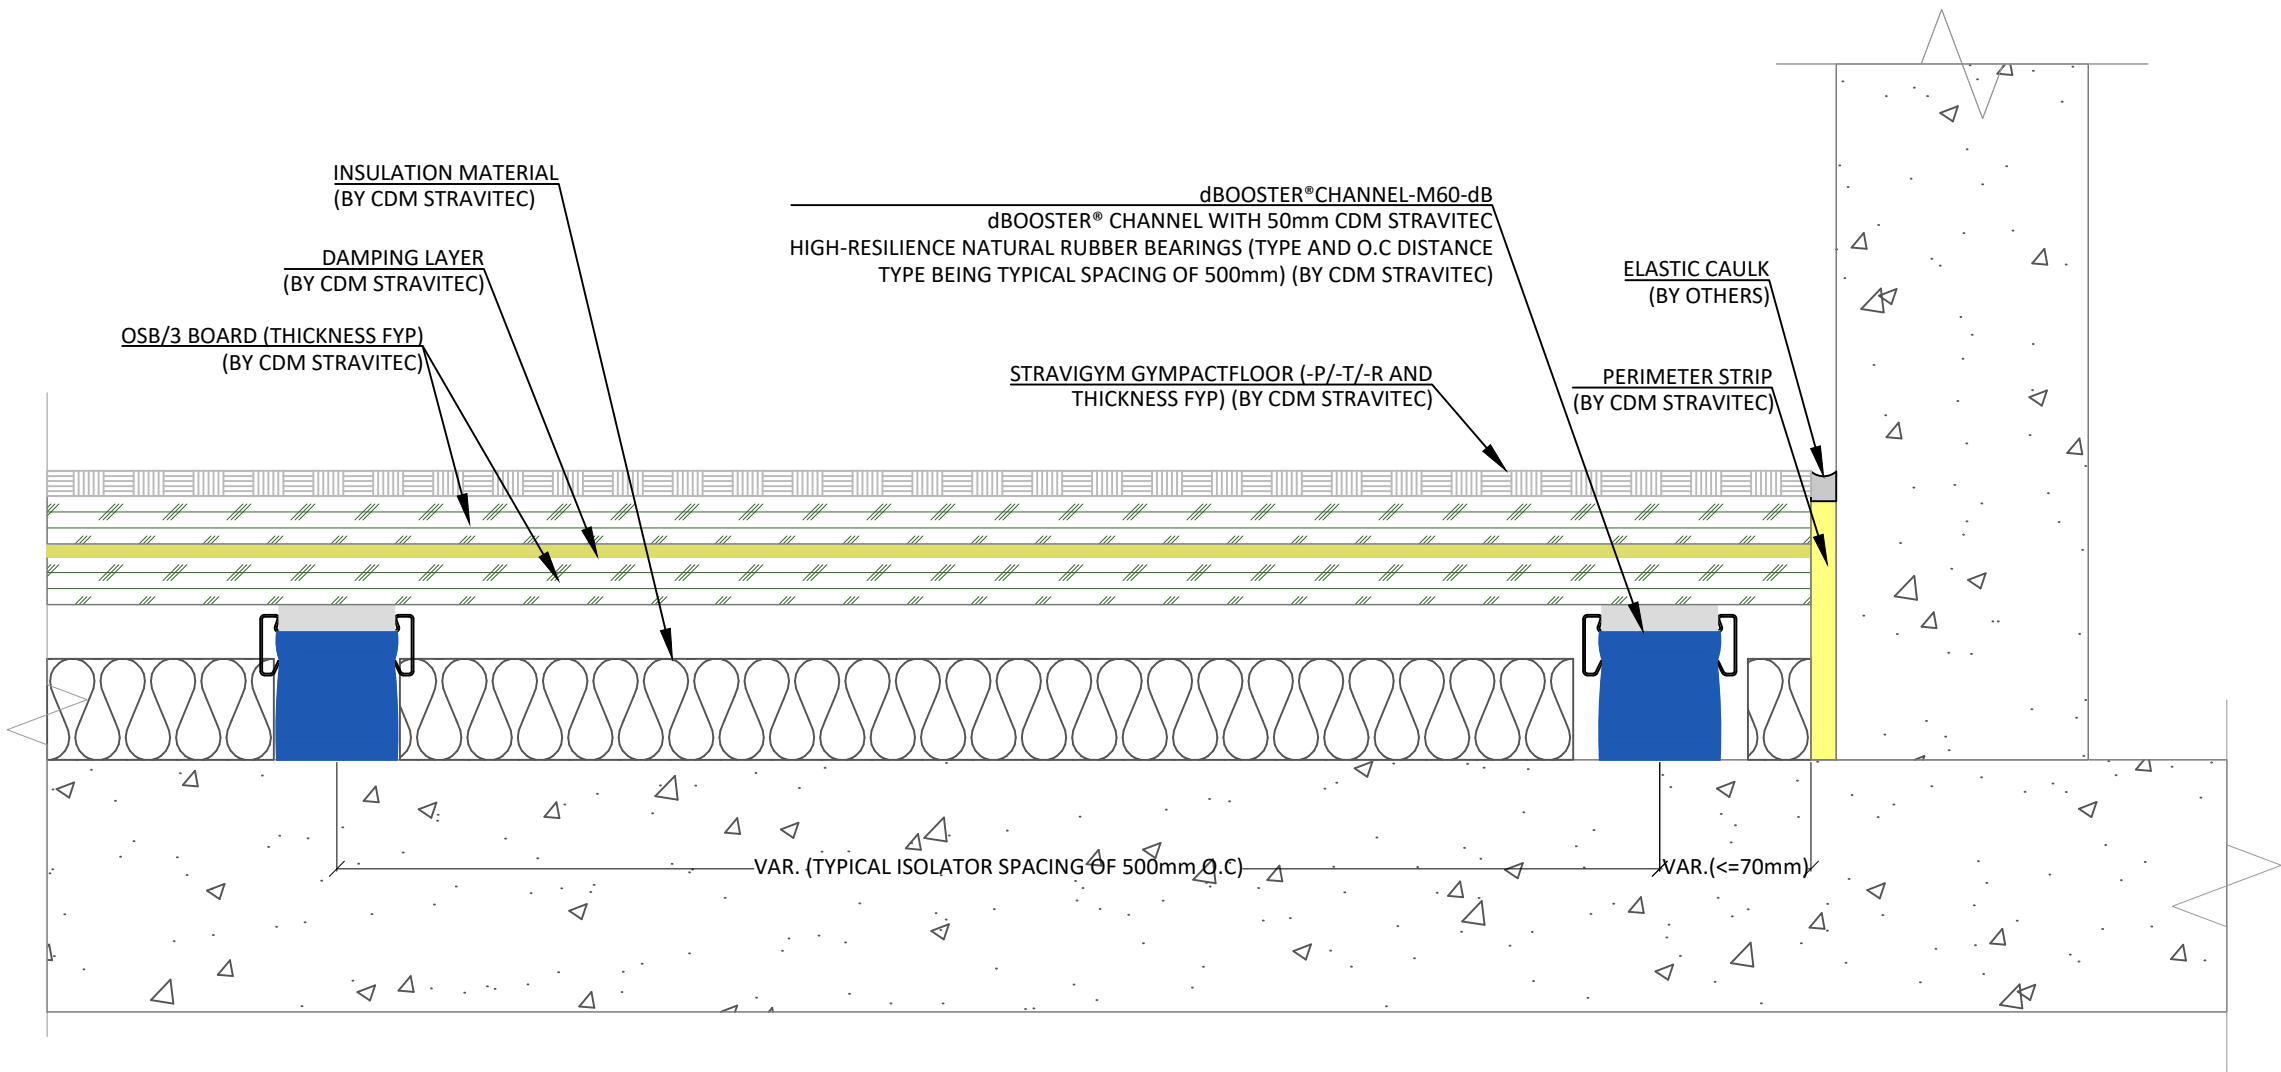 INSULATION MATERIAL
(BY CDM STRAVITEC)
DAMPING LAYER
(BY CDM STRAVITEC)
OSB/3 BOARD (THICKNESS FYP)
(BY CDM STRAVITEC)
dBOOSTER®CHANNEL-M60-dB
dBOOSTER® CHANNEL WITH 50mm CDM STRAVITEC
HIGH-RESILIENCE NATURAL RUBBER BEARINGS (TYPE AND O.C DISTANCE
TYPE BEING TYPICAL SPACING OF 500mm) (BY CDM STRAVITEC)
ELASTIC CAULK
(BY OTHERS)
STRAVIGYM GYMPACTFLOOR (-P/-T/-R AND
THICKNESS FYP) (BY CDM STRAVITEC)
PERIMETER STRIP
(BY CDM STRAVITEC)
VAR. (TYPICAL ISOLATOR SPACING OF 500mm O.C)
VAR.(<=70mm)